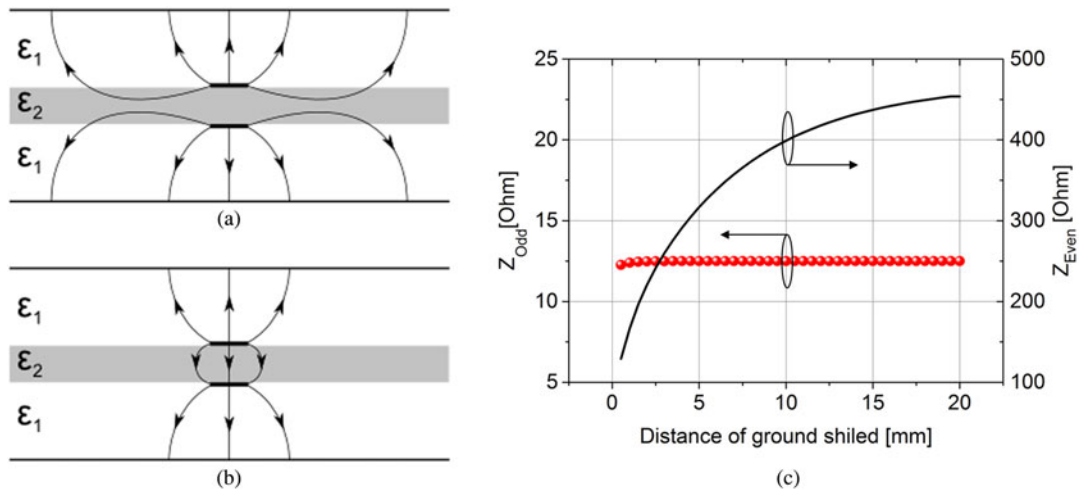 ε1
ε2
ε1
(a)
ε1
ε2
ε1
(b)
25
20
15
10
5
ZOdd[Ohm]
500
400
300
200
100
ZEven [Ohm]
0 5 10 15 20
Distance of ground shiled [mm]
(c)